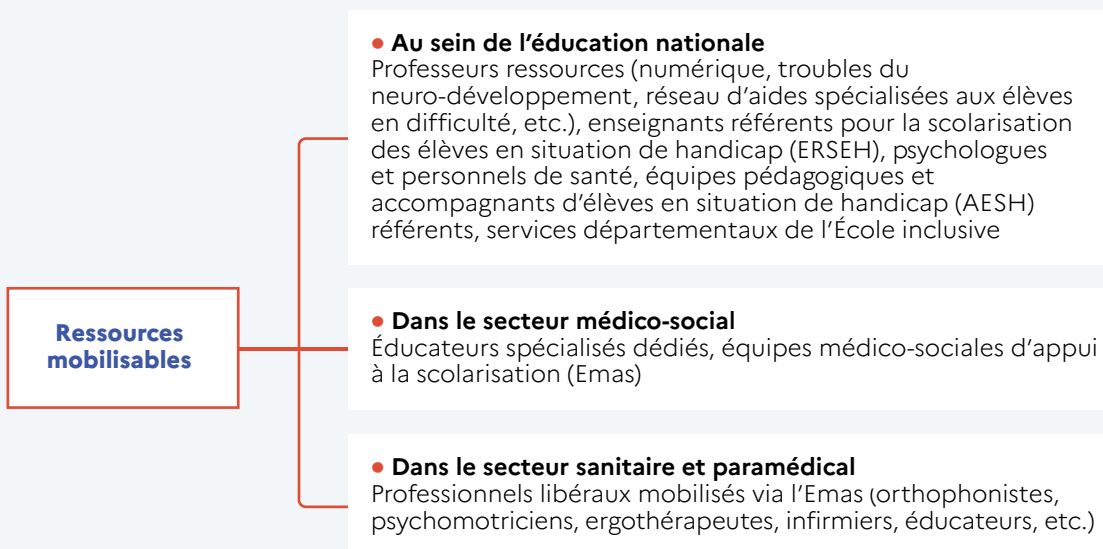 ● Au sein de l’éducation nationale
Professeurs ressources (numérique, troubles du
neuro-développement, réseau d’aides spécialisées aux élèves
en difficulté, etc.), enseignants référents pour la scolarisation
des élèves en situation de handicap (ERSEH), psychologues
et personnels de santé, équipes pédagogiques et
accompagnants d’élèves en situation de handicap (AESH)
référents, services départementaux de l’École inclusive
Ressources
mobilisables
● Dans le secteur médico-social
Éducateurs spécialisés dédiés, équipes médico-sociales d’appui
à la scolarisation (Emas)
● Dans le secteur sanitaire et paramédical
Professionnels libéraux mobilisés via l’Emas (orthophonistes,
psychomotriciens, ergothérapeutes, infirmiers, éducateurs, etc.)